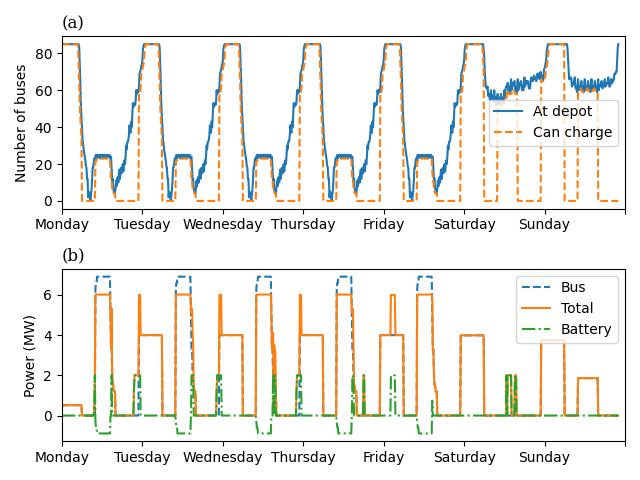 (a)
Number of buses
80
60
40
20
0
At depot
Can charge
Monday Tuesday Wednesday Thursday Friday Saturday Sunday
(b)
Power (MW)
6
4
2
0
Bus
Total
Battery
Monday Tuesday Wednesday Thursday Friday Saturday Sunday